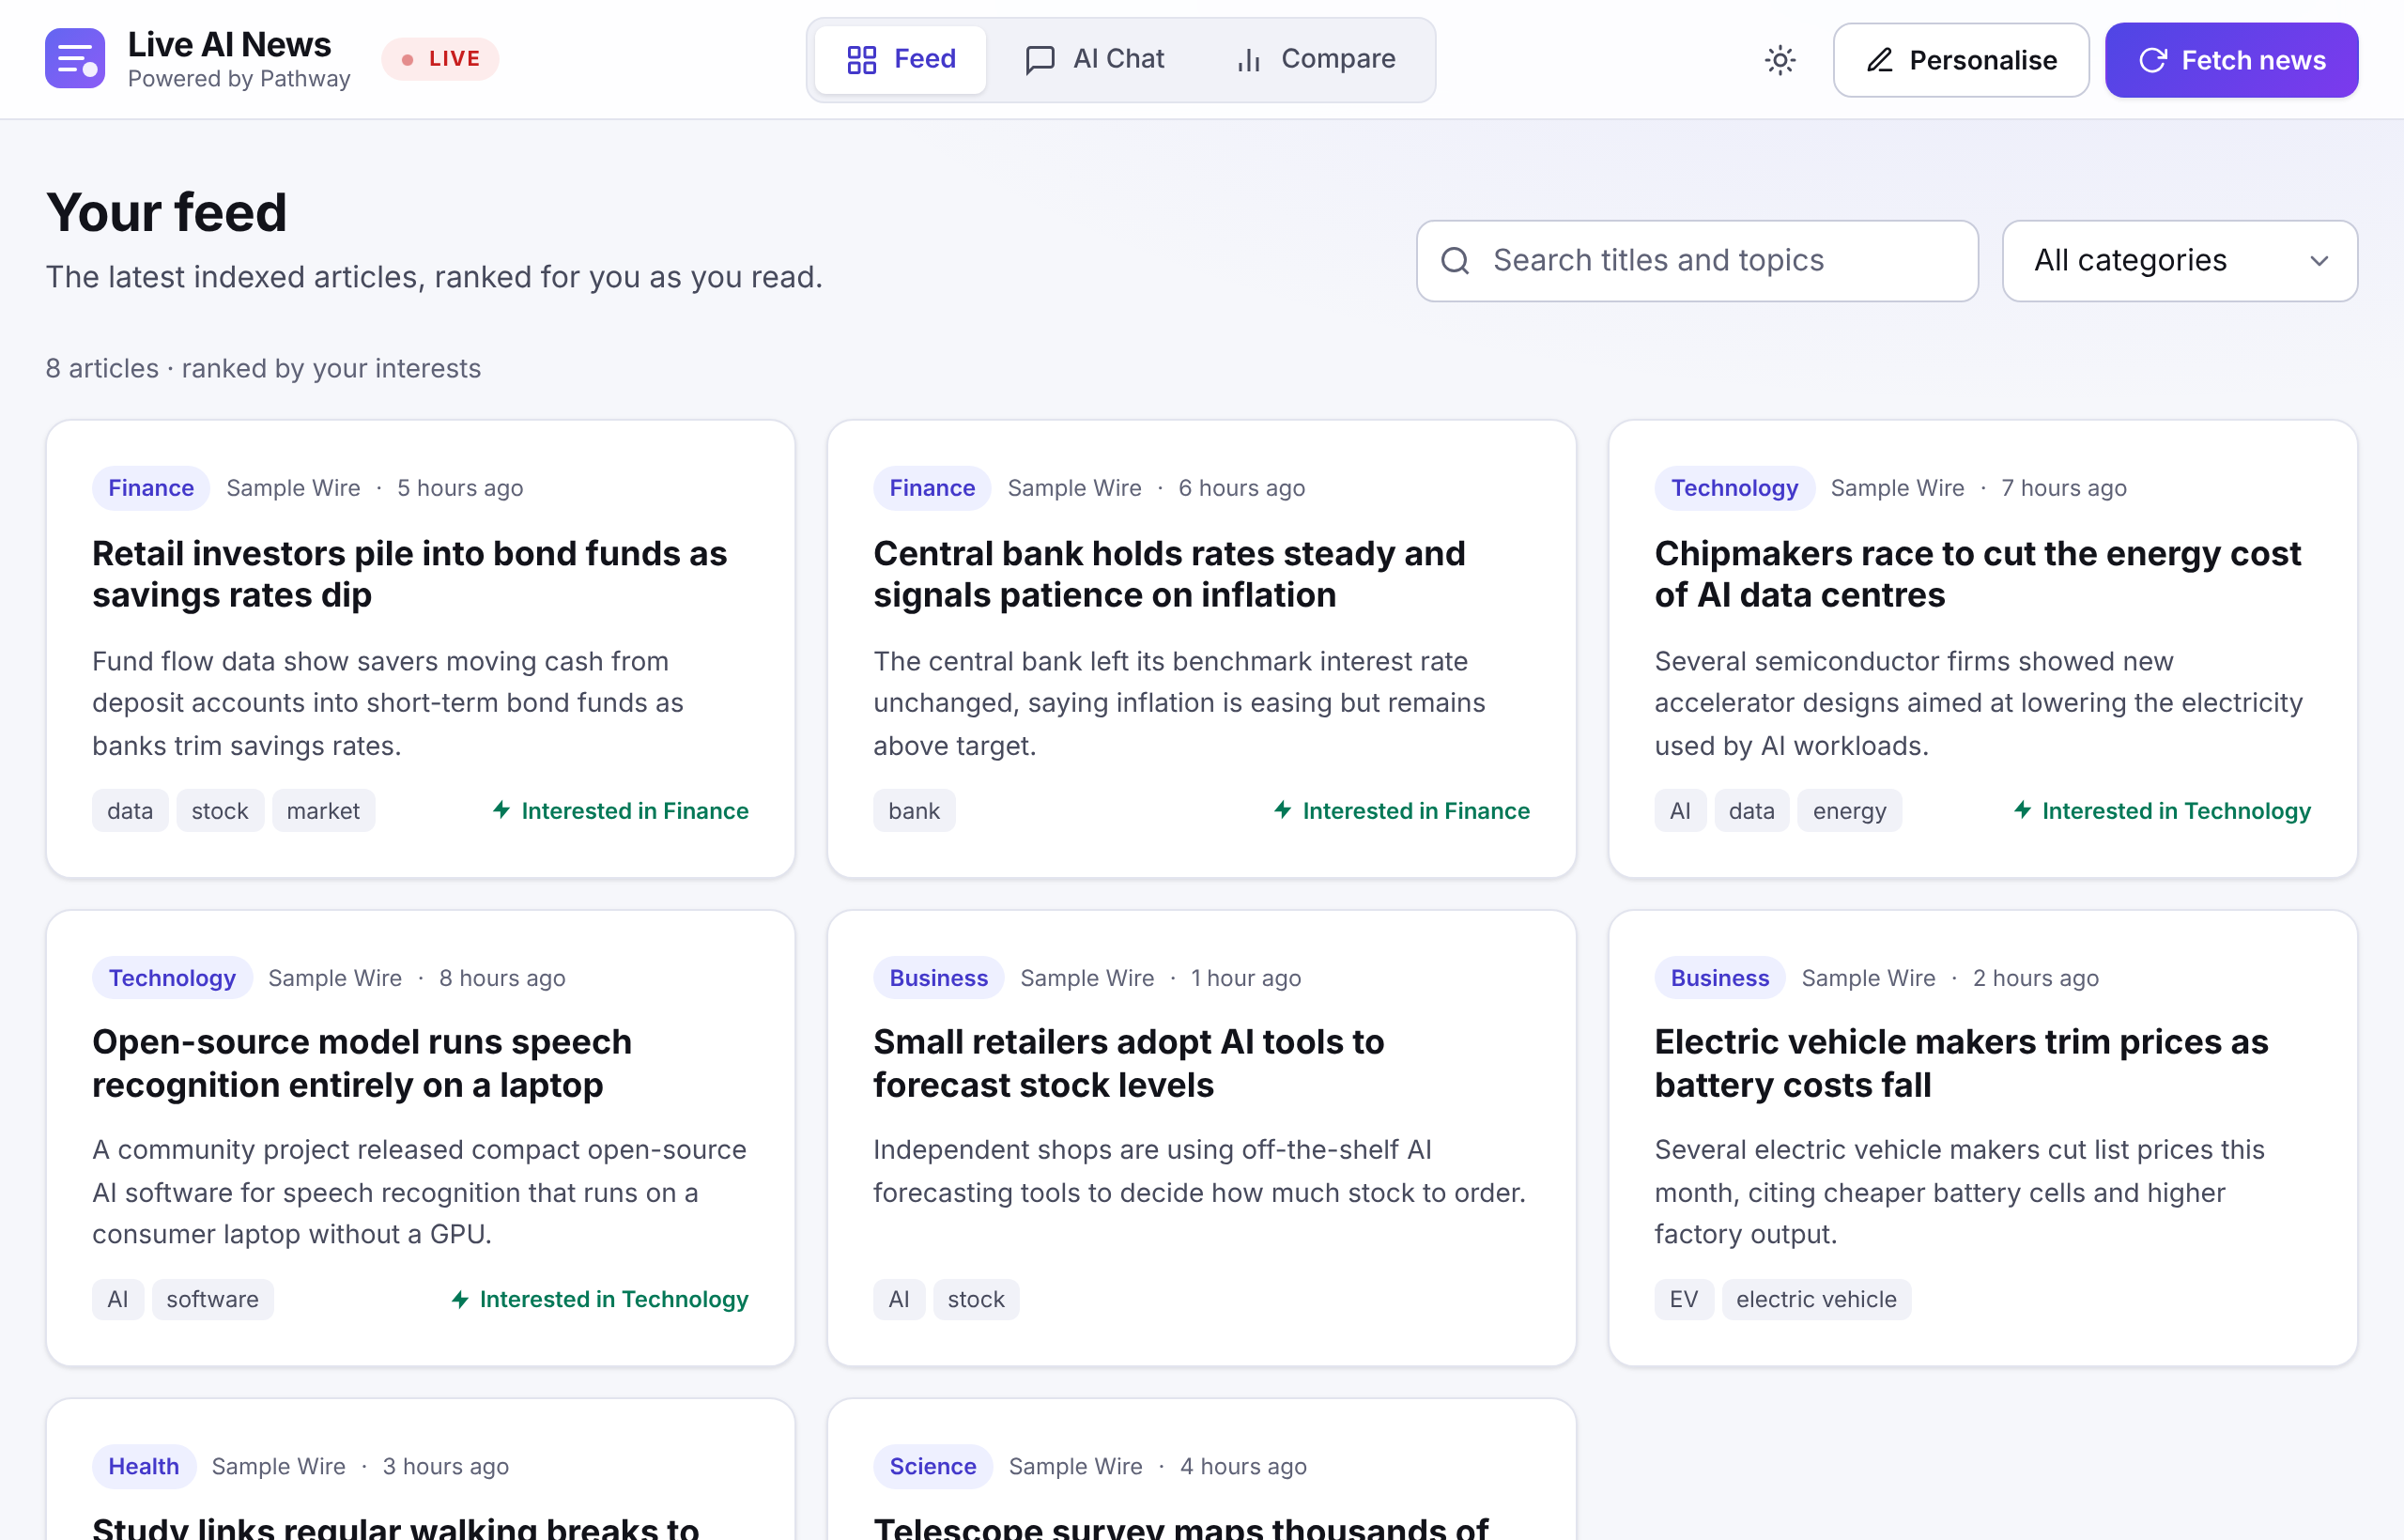 Live AI News
Powered by Pathway
LIVE
Feed
AI Chat
Compare
Personalise
Fetch news
Your feed
The latest indexed articles, ranked for you as you read.
Search titles and topics
All categories
8 articles · ranked by your interests
Finance Sample Wire · 5 hours ago
Retail investors pile into bond funds as
savings rates dip
Fund flow data show savers moving cash from
deposit accounts into short-term bond funds as
banks trim savings rates.
data stock market Interested in Finance
Finance Sample Wire · 6 hours ago
Central bank holds rates steady and
signals patience on inflation
The central bank left its benchmark interest rate
unchanged, saying inflation is easing but remains
above target.
bank Interested in Finance
Technology Sample Wire · 7 hours ago
Chipmakers race to cut the energy cost
of AI data centres
Several semiconductor firms showed new
accelerator designs aimed at lowering the electricity
used by AI workloads.
AI data energy Interested in Technology
Technology Sample Wire · 8 hours ago
Open-source model runs speech
recognition entirely on a laptop
A community project released compact open-source
AI software for speech recognition that runs on a
consumer laptop without a GPU.
AI software Interested in Technology
Business Sample Wire · 1 hour ago
Small retailers adopt AI tools to
forecast stock levels
Independent shops are using off-the-shelf AI
forecasting tools to decide how much stock to order.
AI stock
Business Sample Wire · 2 hours ago
Electric vehicle makers trim prices as
battery costs fall
Several electric vehicle makers cut list prices this
month, citing cheaper battery cells and higher
factory output.
EV electric vehicle
Health Sample Wire · 3 hours ago
Study links regular walking breaks to
Science Sample Wire · 4 hours ago
Telescope survey maps thousands of